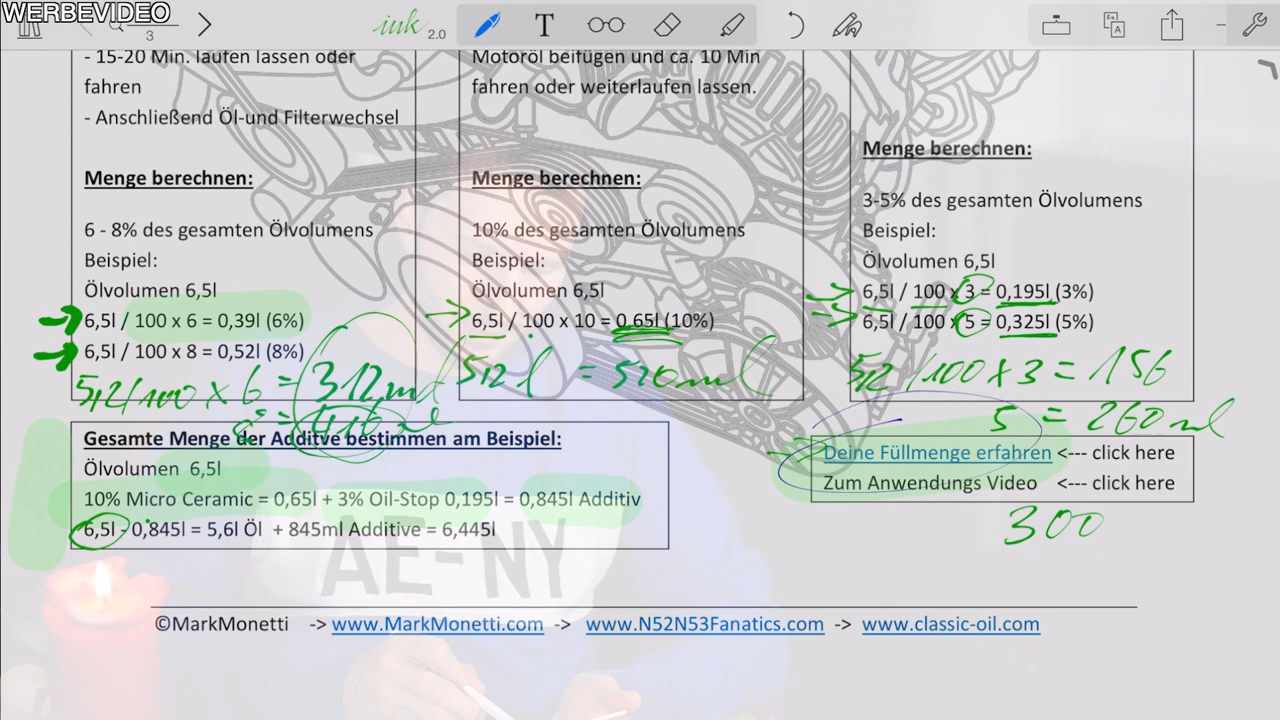 WERBEVIDEO
3
ink 2.0
T
A
- 15-20 Min. laufen lassen oder
fahren
- Anschließend Öl-und Filterwechsel
Menge berechnen:
6 - 8% des gesamten Ölvolumens
Beispiel:
Ölvolumen 6,5l
6,5l / 100 x 6 = 0,39l (6%)
6,5l / 100 x 8 = 0,52l (8%)
5,2/100 x 6 = 312ml
8 = 416ml
Motoröl beifügen und ca. 10 Min
fahren oder weiterlaufen lassen.
Menge berechnen:
10% des gesamten Ölvolumens
Beispiel:
Ölvolumen 6,5l
6,5l / 100 x 10 = 0,65l (10%)
5,2 l = 520ml
Menge berechnen:
3-5% des gesamten Ölvolumens
Beispiel:
Ölvolumen 6,5l
6,5l / 100 x 3 = 0,195l (3%)
6,5l / 100 x 5 = 0,325l (5%)
5,2 / 100 x 3 = 156
5 = 260ml
Gesamte Menge der Additve bestimmen am Beispiel:
Ölvolumen 6,5l
10% Micro Ceramic = 0,65l + 3% Oil-Stop 0,195l = 0,845l Additiv
6,5l - 0,845l = 5,6l Öl + 845ml Additive = 6,445l
Deine Füllmenge erfahren <--- click here
Zum Anwendungs Video <--- click here
300
AE-NY
©MarkMonetti -> www.MarkMonetti.com -> www.N52N53Fanatics.com -> www.classic-oil.com